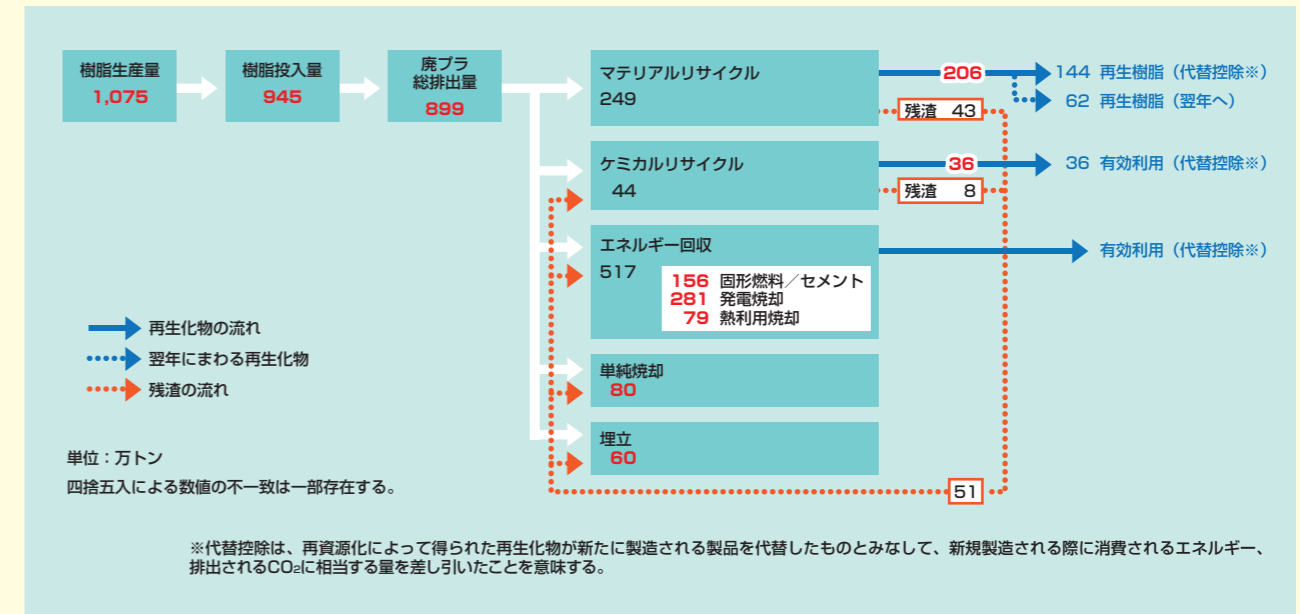 樹脂生産量
1,075
樹脂投入量
945
廃プラ
総排出量
899
マテリアルリサイクル
249
206
144 再生樹脂（代替控除※）
62 再生樹脂（翌年へ）
残渣 43
ケミカルリサイクル
44
36
36 有効利用（代替控除※）
残渣 8
エネルギー回収
517
156 固形燃料／セメント
281 発電焼却
79 熱利用焼却
有効利用（代替控除※）
単純焼却
80
埋立
60
51
再生化物の流れ
翌年にまわる再生化物
残渣の流れ
単位：万トン
四捨五入による数値の不一致は一部存在する。
※代替控除は、再資源化によって得られた再生化物が新たに製造される製品を代替したものとみなして、新規製造される際に消費されるエネルギー、
排出されるCO₂に相当する量を差し引いたことを意味する。